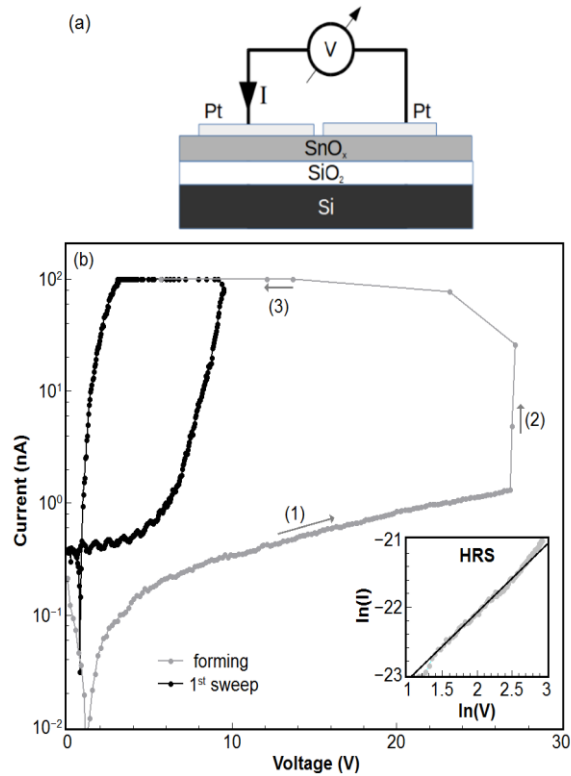 (a)
V
I
Pt
Pt
SnOₓ
SiO₂
Si
(b)
10²
10¹
10⁰
10⁻¹
10⁻²
Current (nA)
(3)
(2)
(1)
forming
1ˢᵗ sweep
HRS
−21
−22
−23
ln(I)
1 1.5 2 2.5 3
ln(V)
0 10 20 30
Voltage (V)